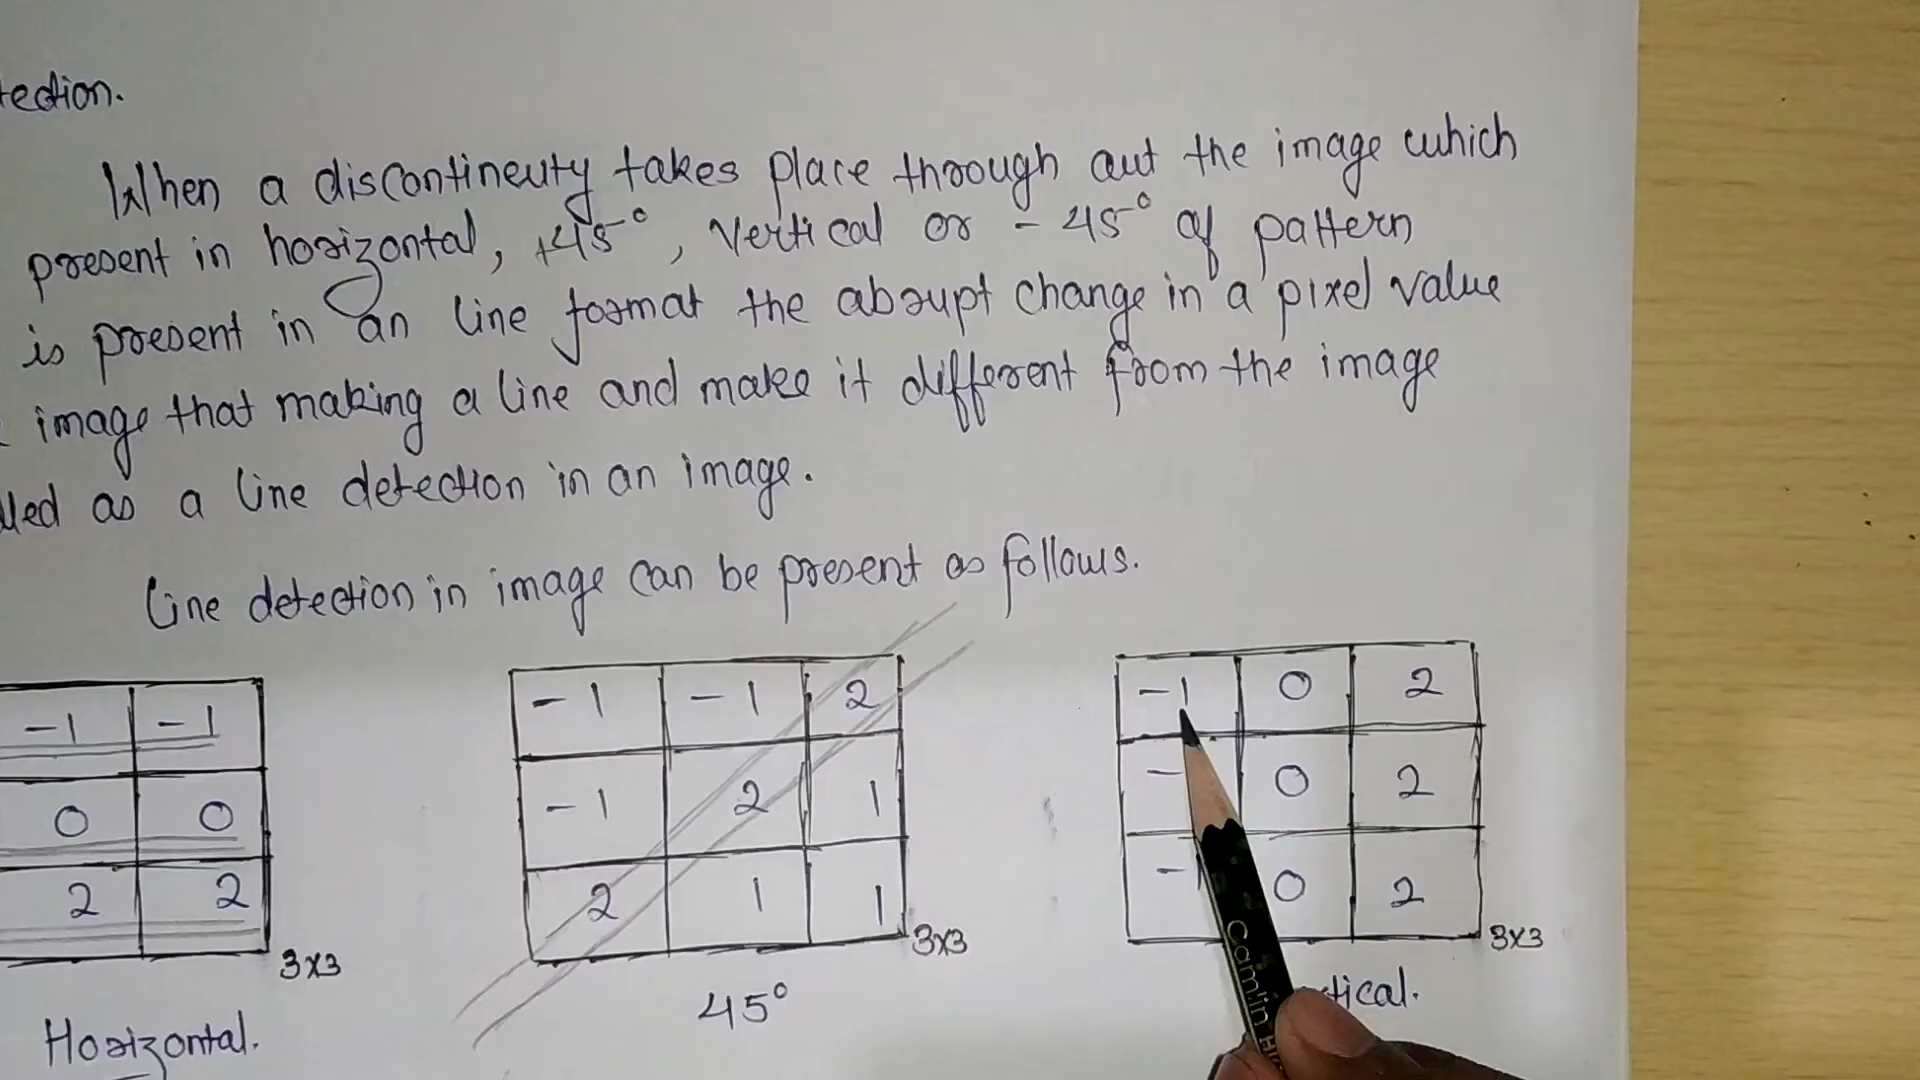 tection.
When a discontineuty takes place through out the image which
present in horizontal, +45°, Vertical or - 45° of pattern
is present in an line format the abrupt change in a pixel value
image that making a line and make it different from the image
lled as a line detection in an image.
line detection in image can be present as follows.
-1 -1
0 0
2 2
3x3
Horizontal.
-1 -1 2
-1 2 1
2 1 1
3x3
45°
-1 0 2
- 0 2
-1 0 2
3x3
tical.
Camlin